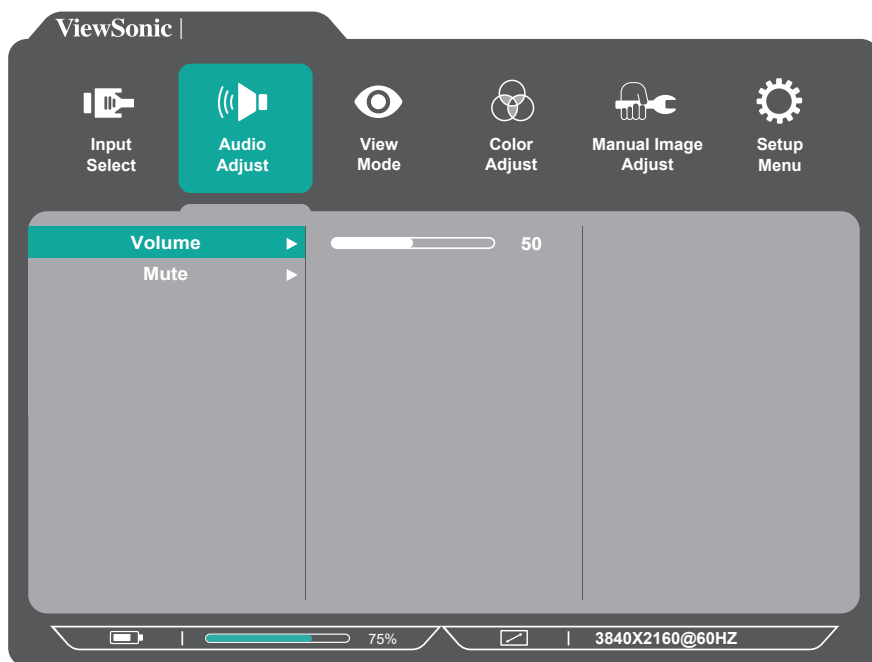 ViewSonic
Input
Select
Audio
Adjust
View
Mode
Color
Adjust
Manual Image
Adjust
Setup
Menu
Volume
50
Mute
75%
3840X2160@60HZ